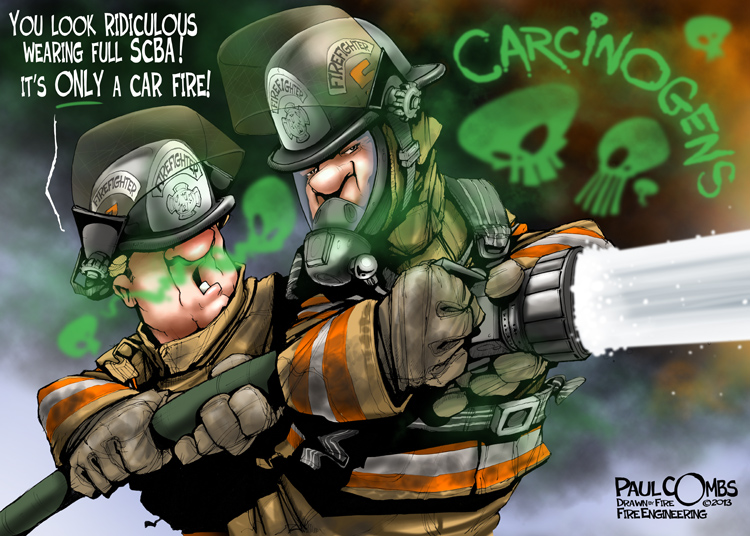 YOU LOOK RIDICULOUS
WEARING FULL SCBA!
IT'S ONLY A CAR FIRE!
CARCINOGENS
FIREFIGHTER
FIREFIGHTER
FIREFIGHTER
FIREFIGHTER
PAUL COMBS
DRAWN BY FIRE ©2013
FIRE ENGINEERING